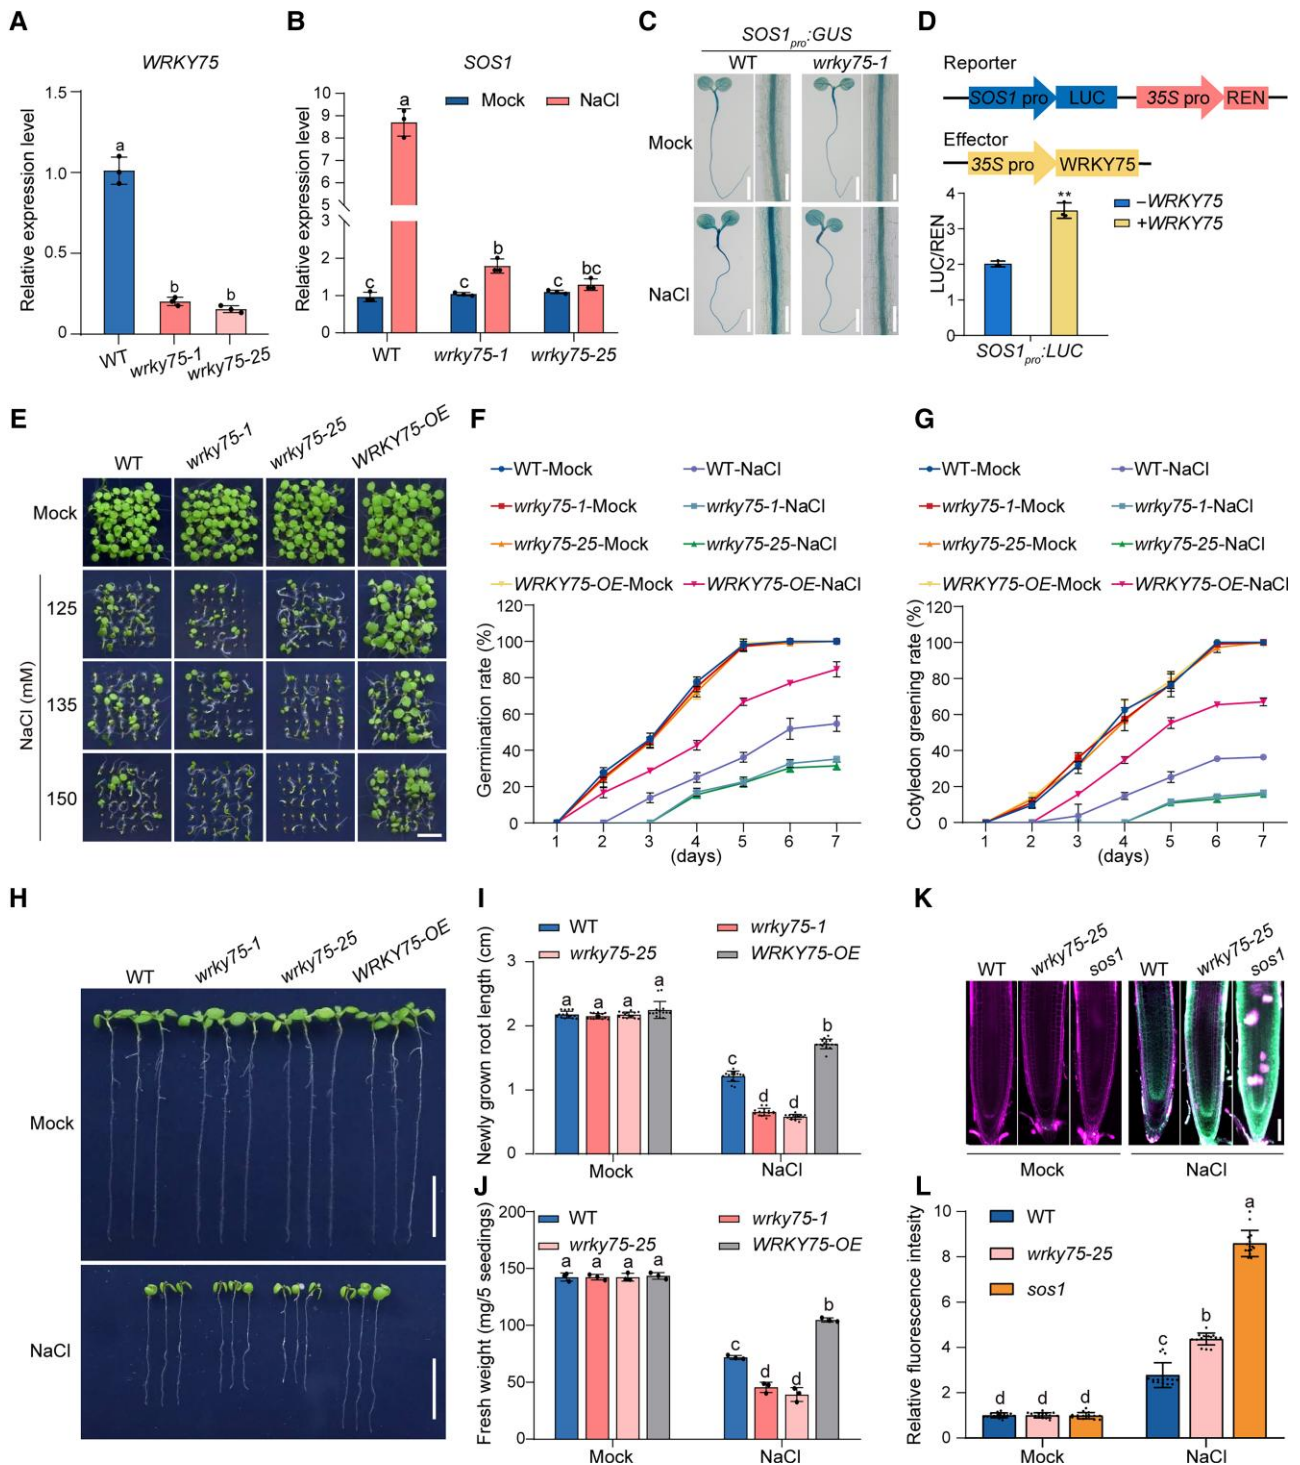 A
WRKY75
Relative expression level
1.5
1.0
0.5
0
a
b
b
WT
wrky75-1
wrky75-25
B
SOS1
Relative expression level
10
9
8
7
6
5
3
2
1
0
Mock
NaCl
c
a
c
b
c
bc
WT
wrky75-1
wrky75-25
C
SOS1pro:GUS
WT
wrky75-1
Mock
NaCl
D
Reporter
SOS1 pro
LUC
35S pro
REN
Effector
35S pro
WRKY75
LUC/REN
4
3
2
1
0
**
–WRKY75
+WRKY75
SOS1pro:LUC
E
WT
wrky75-1
wrky75-25
WRKY75-OE
Mock
NaCl (mM)
125
135
150
F
WT-Mock
WT-NaCl
wrky75-1-Mock
wrky75-1-NaCl
wrky75-25-Mock
wrky75-25-NaCl
WRKY75-OE-Mock
WRKY75-OE-NaCl
Germination rate (%)
120
100
80
60
40
20
0
1 2 3 4 5 6 7
(days)
G
WT-Mock
WT-NaCl
wrky75-1-Mock
wrky75-1-NaCl
wrky75-25-Mock
wrky75-25-NaCl
WRKY75-OE-Mock
WRKY75-OE-NaCl
Cotyledon greening rate (%)
120
100
80
60
40
20
0
1 2 3 4 5 6 7
(days)
H
WT
wrky75-1
wrky75-25
WRKY75-OE
Mock
NaCl
I
WT
wrky75-1
wrky75-25
WRKY75-OE
Newly grown root length (cm)
3
2
1
0
a a a a
c d d b
Mock
NaCl
J
WT
wrky75-1
wrky75-25
WRKY75-OE
Fresh weight (mg/5 seedings)
200
150
100
50
0
a a a a
c d d b
Mock
NaCl
K
WT
wrky75-25
sos1
WT
wrky75-25
sos1
Mock
NaCl
L
WT
wrky75-25
sos1
Relative fluorescence intesity
10
8
6
4
2
0
d d d
c b a
Mock
NaCl